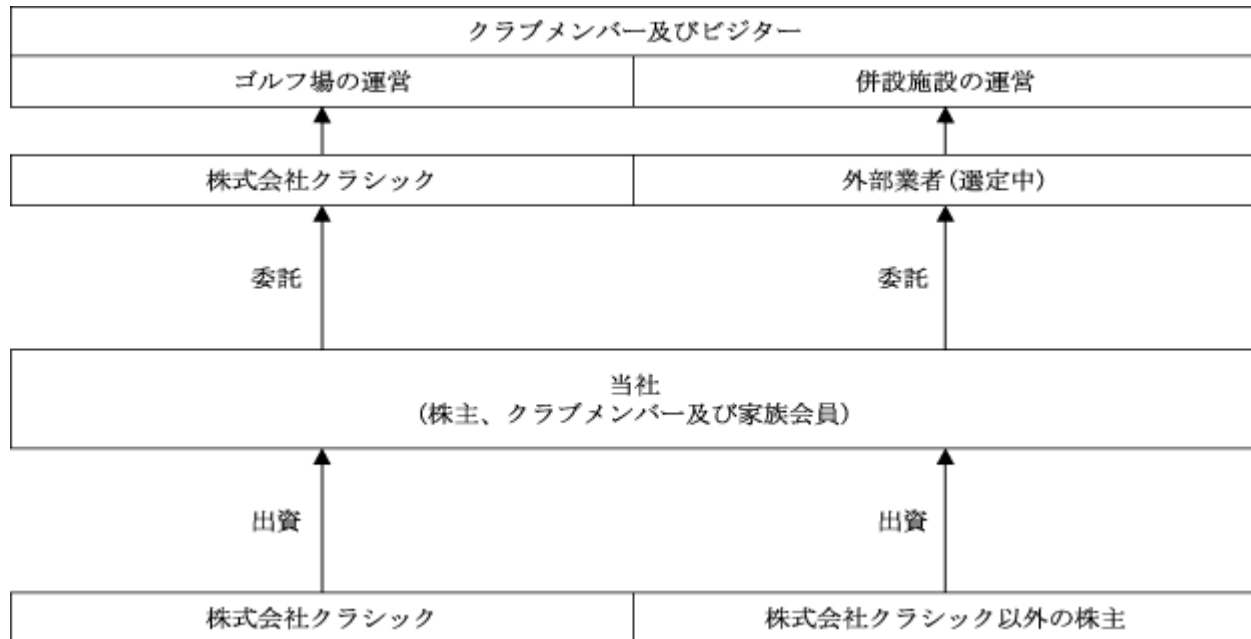 クラブメンバー及びビジター
ゴルフ場の運営
併設施設の運営
株式会社クラシック
外部業者(選定中)
委託
委託
当社
(株主、クラブメンバー及び家族会員)
出資
出資
株式会社クラシック
株式会社クラシック以外の株主